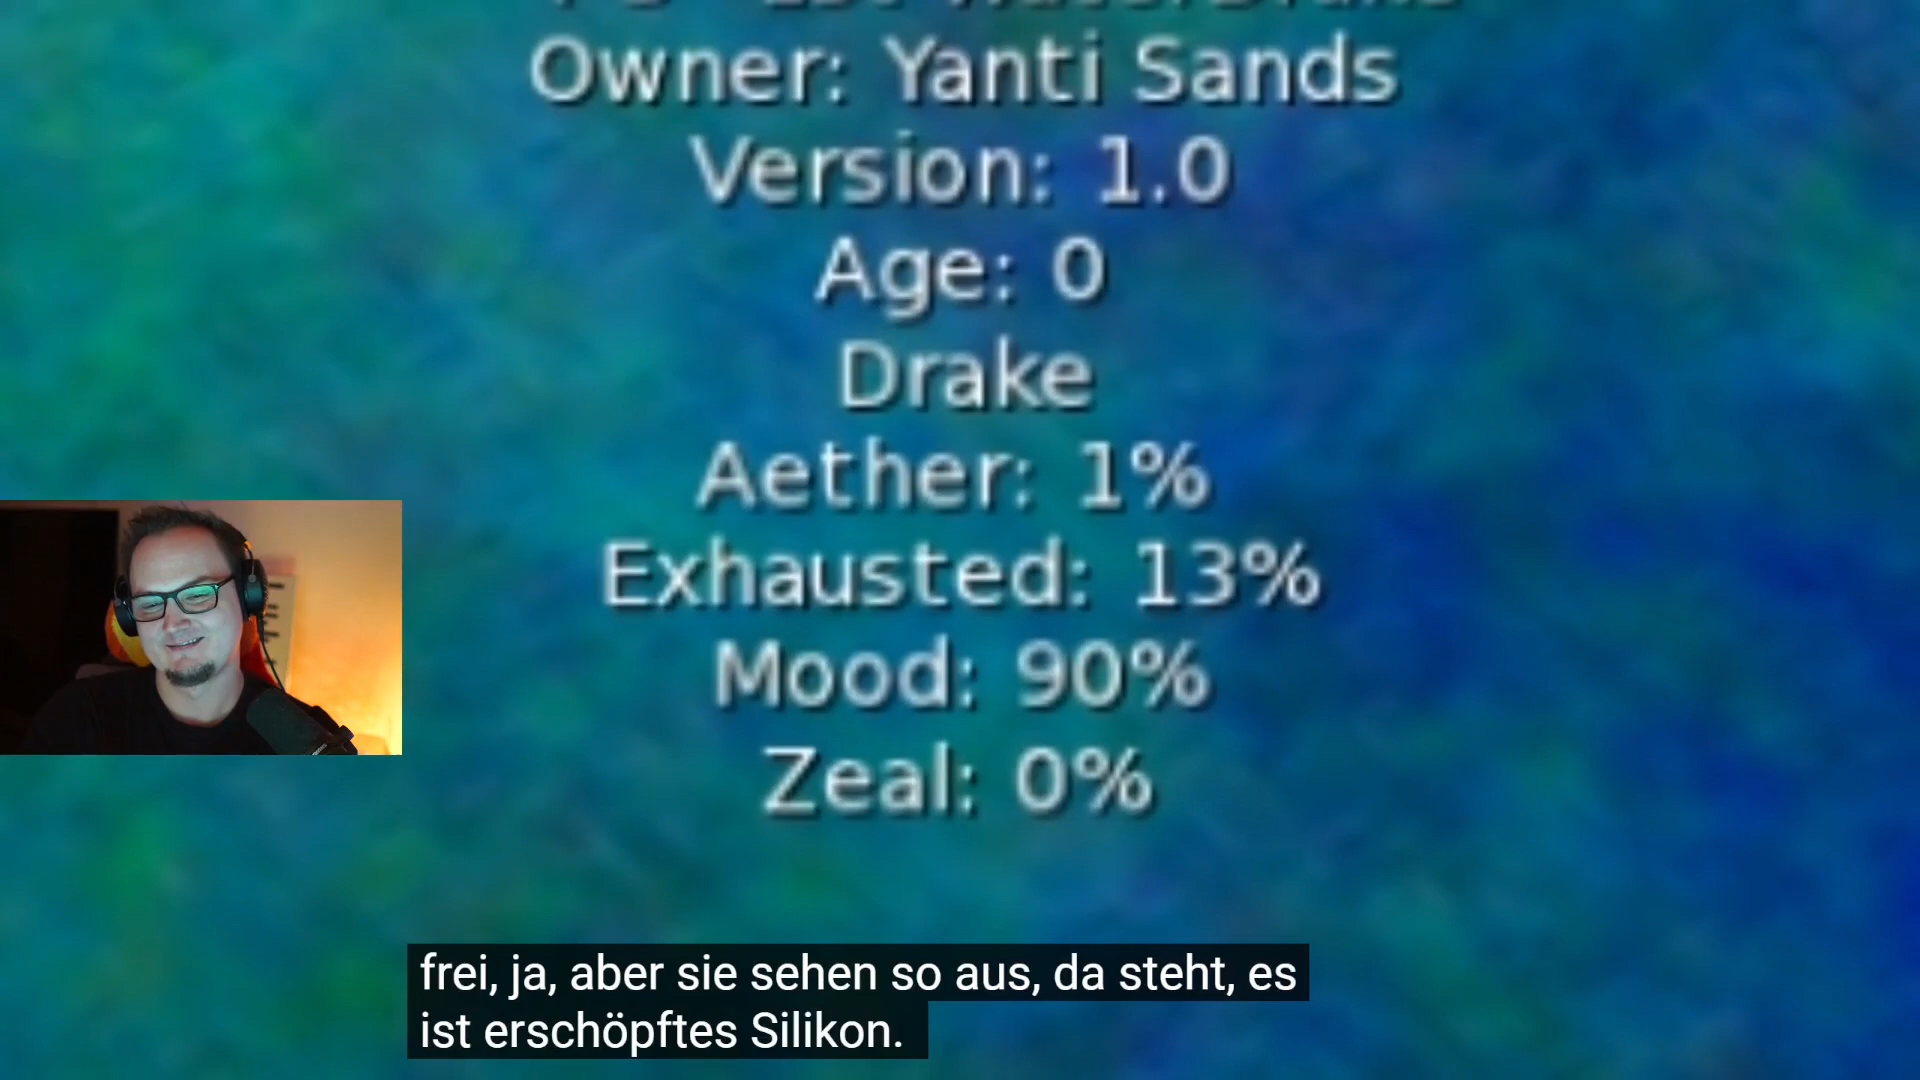 Owner: Yanti Sands
Version: 1.0
Age: 0
Drake
Aether: 1%
Exhausted: 13%
Mood: 90%
Zeal: 0%
frei, ja, aber sie sehen so aus, da steht, es
ist erschöpftes Silikon.